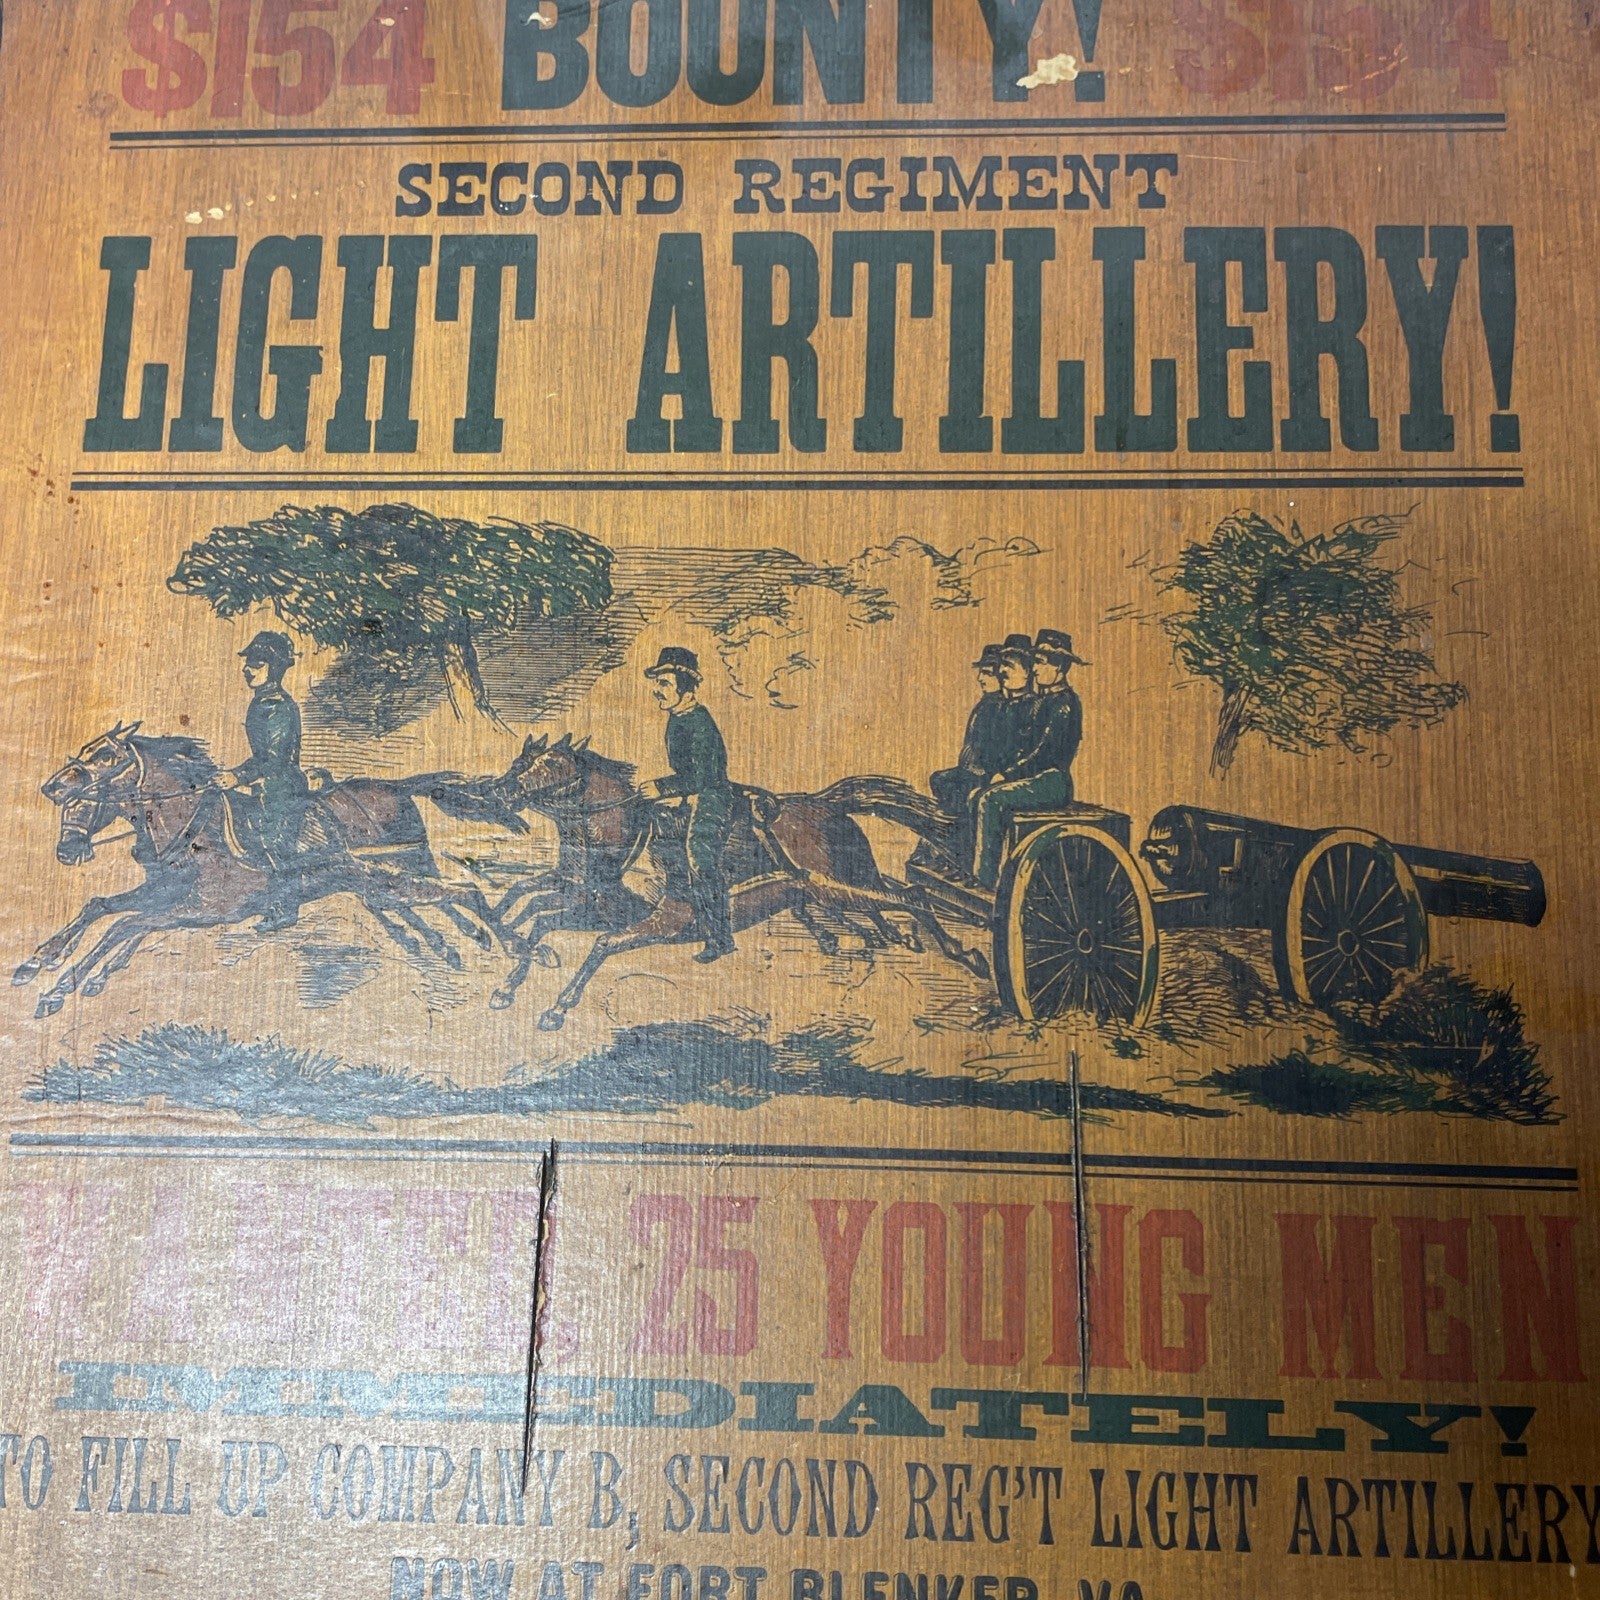 $154 BOUNTY! $154
SECOND REGIMENT
LIGHT ARTILLERY!
WANTED, 25 YOUNG MEN
IMMEDIATELY!
TO FILL UP COMPANY B, SECOND REG'T LIGHT ARTILLERY
NOW AT FORT BLENKER, VA